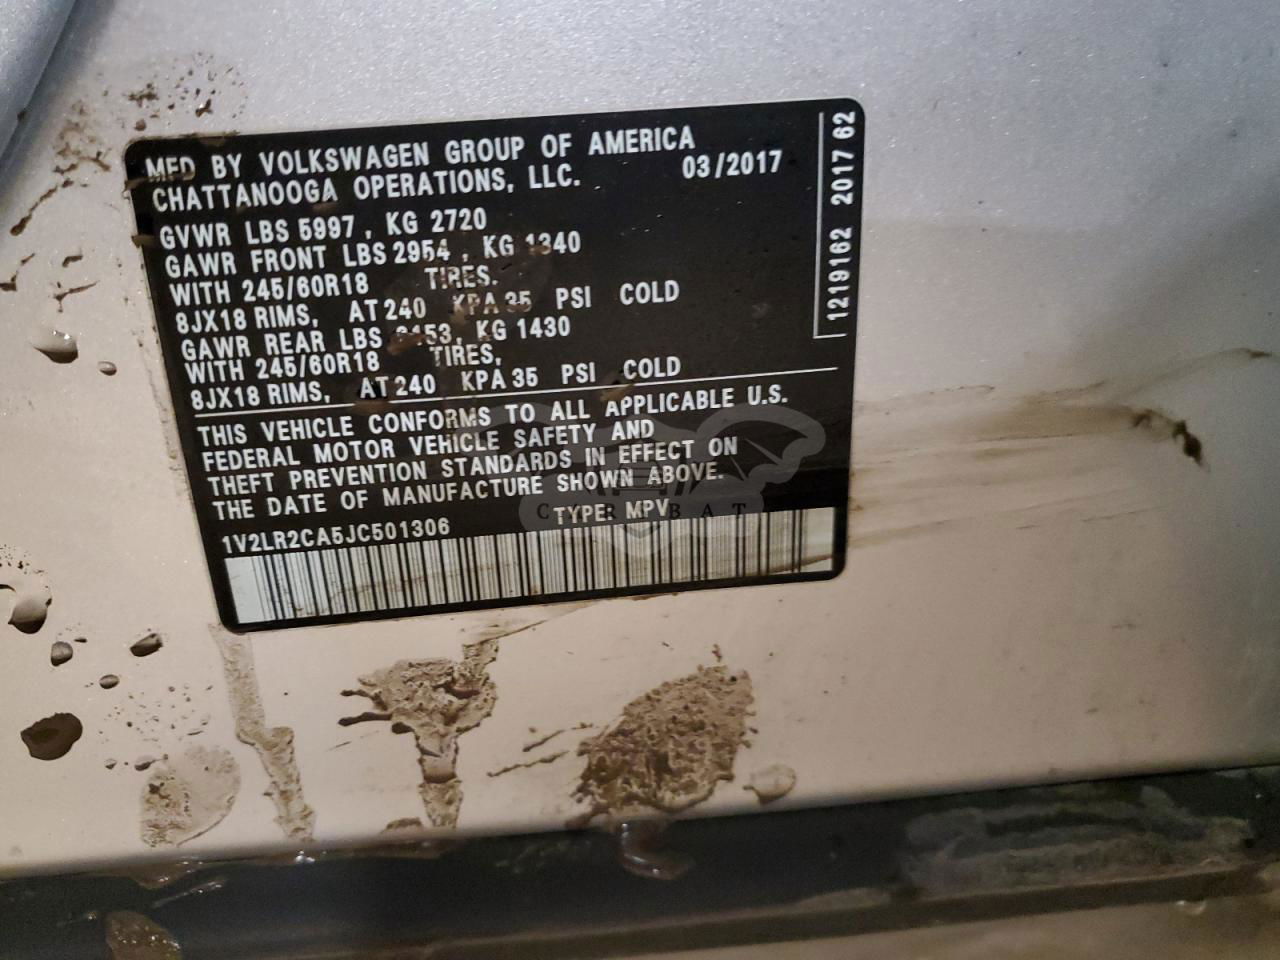 MFD BY VOLKSWAGEN GROUP OF AMERICA
CHATTANOOGA OPERATIONS, LLC. 03/2017
GVWR LBS 5997, KG 2720
GAWR FRONT LBS 2954, KG 1340
WITH 245/60R18 TIRES.
8JX18 RIMS, AT 240 KPA 35 PSI COLD
GAWR REAR LBS 3153, KG 1430
WITH 245/60R18 TIRES,
8JX18 RIMS, AT 240 KPA 35 PSI COLD
THIS VEHICLE CONFORMS TO ALL APPLICABLE U.S.
FEDERAL MOTOR VEHICLE SAFETY AND
THEFT PREVENTION STANDARDS IN EFFECT ON
THE DATE OF MANUFACTURE SHOWN ABOVE.
1V2LR2CA5JC501306 TYPE: MPV
1219162 2017 62
CARBAT